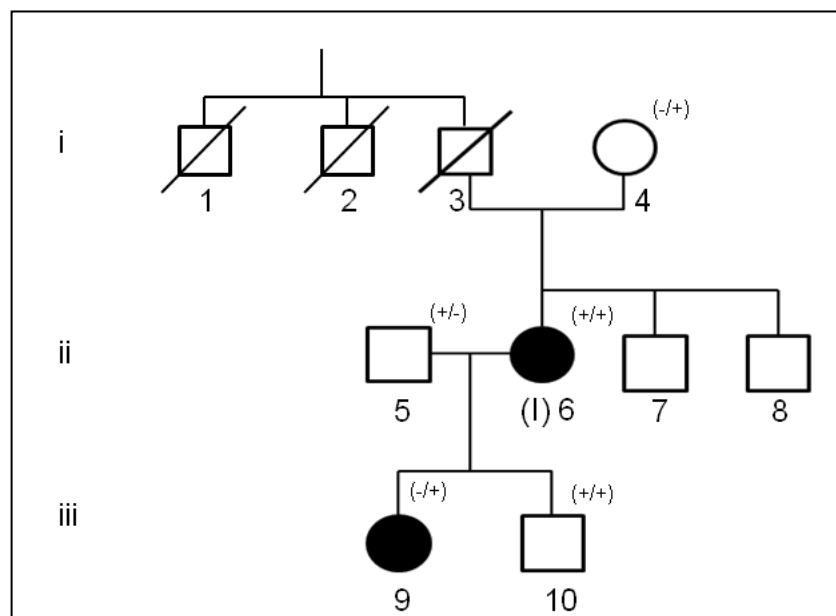 (-/+)
i
1 2 3 4
(+/-) (+/+)
ii
5 (I) 6 7 8
(-/+) (+/+)
iii
9 10